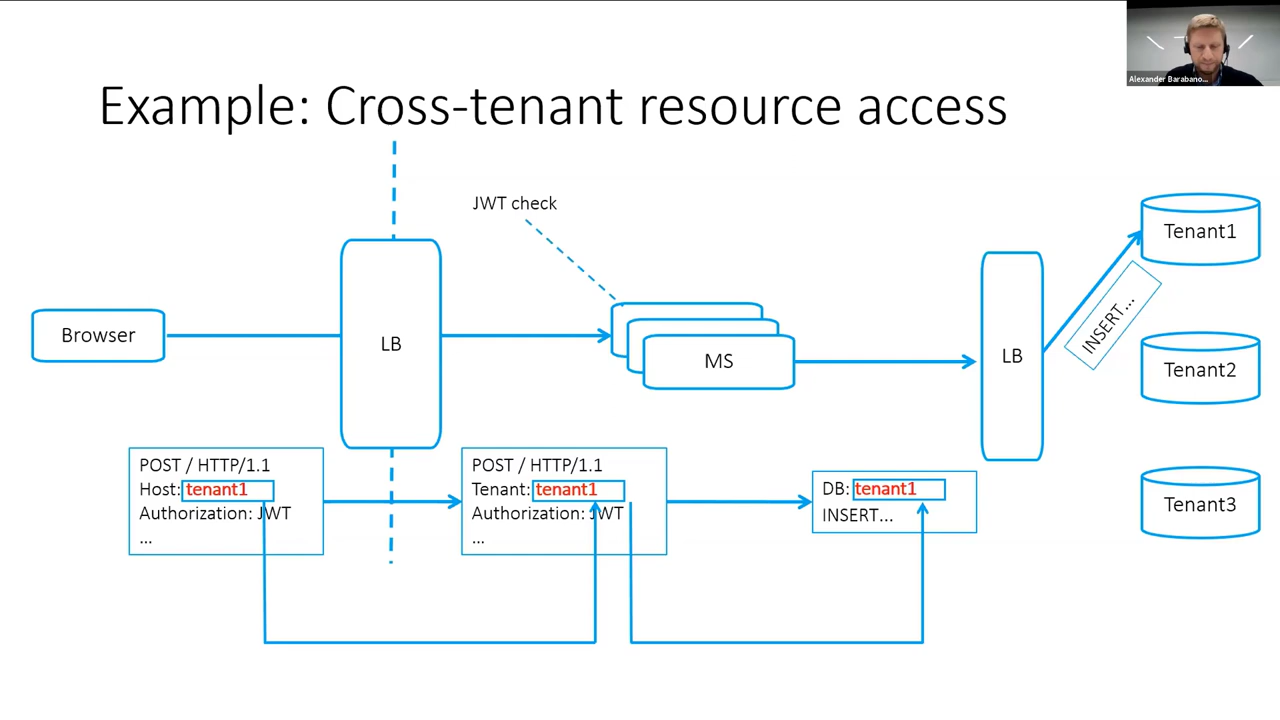 Alexander Barabano...
Example: Cross-tenant resource access
JWT check
Browser
LB
MS
LB
INSERT...
Tenant1
Tenant2
Tenant3
POST / HTTP/1.1
Host: tenant1
Authorization: JWT
...
POST / HTTP/1.1
Tenant: tenant1
Authorization: JWT
...
DB: tenant1
INSERT...